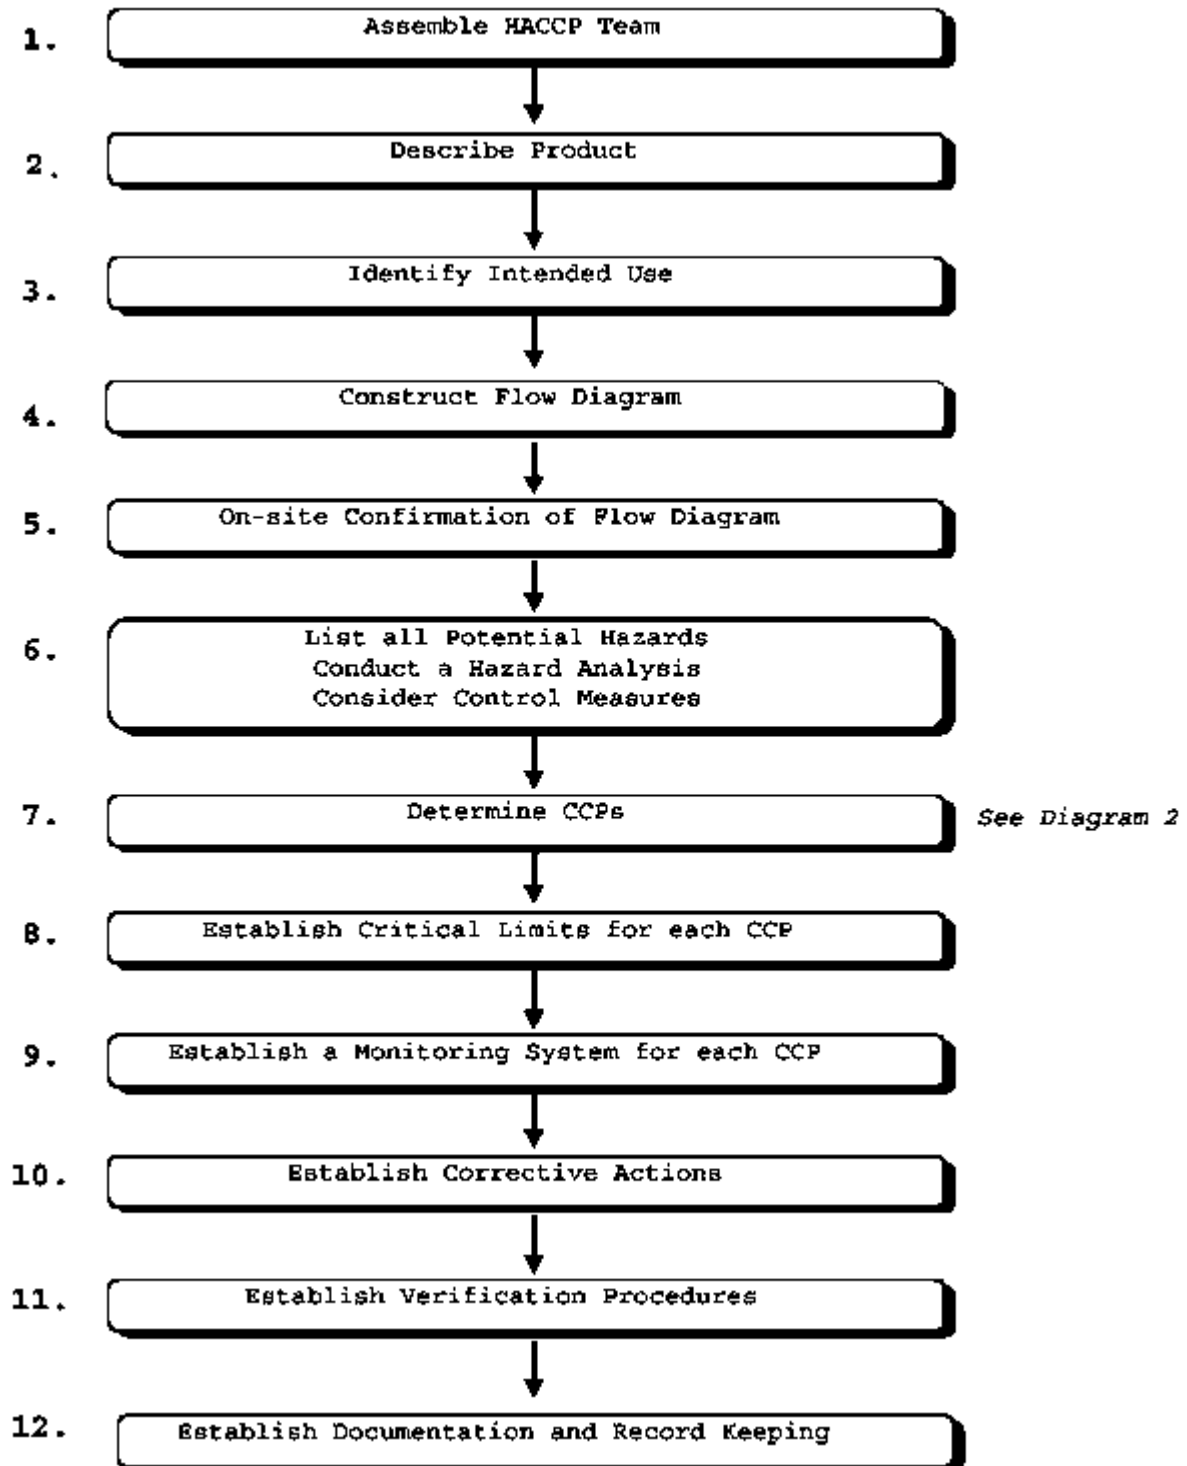 1. Assemble HACCP Team
2. Describe Product
3. Identify Intended Use
4. Construct Flow Diagram
5. On-site Confirmation of Flow Diagram
6. List all Potential Hazards
Conduct a Hazard Analysis
Consider Control Measures
7. Determine CCPs See Diagram 2
8. Establish Critical Limits for each CCP
9. Establish a Monitoring System for each CCP
10. Establish Corrective Actions
11. Establish Verification Procedures
12. Establish Documentation and Record Keeping